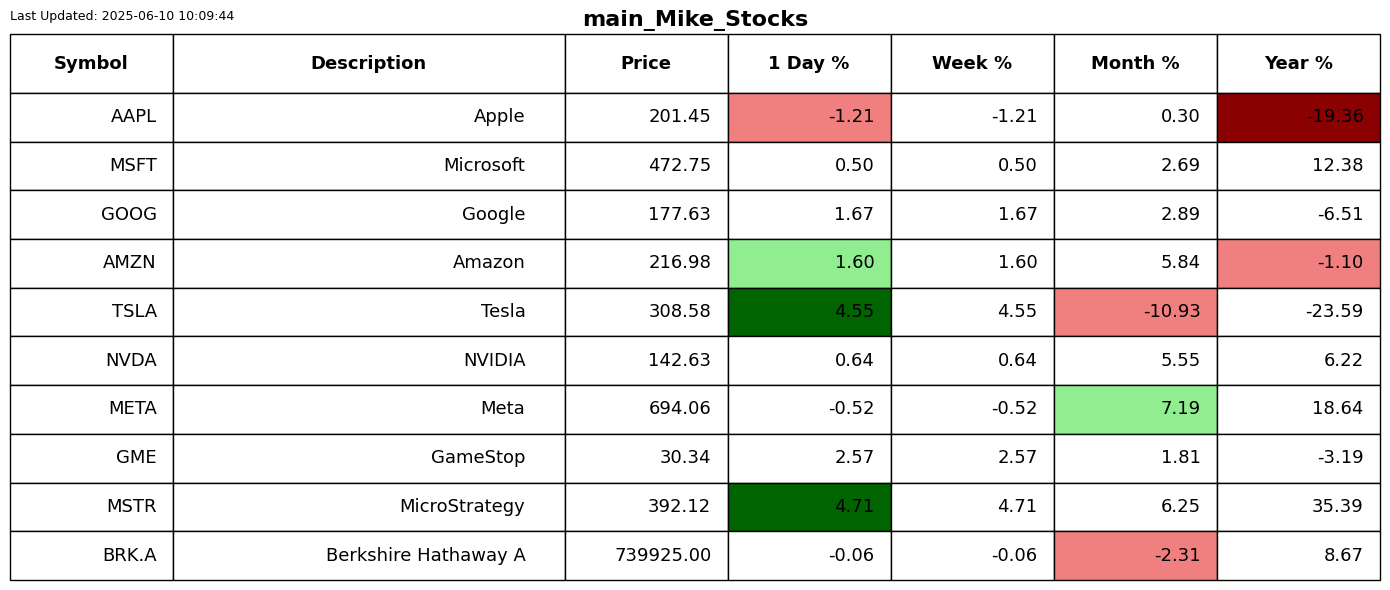 Last Updated: 2025-06-10 10:09:44
main_Mike_Stocks
Symbol Description Price 1 Day % Week % Month % Year %
AAPL Apple 201.45 -1.21 -1.21 0.30 -19.36
MSFT Microsoft 472.75 0.50 0.50 2.69 12.38
GOOG Google 177.63 1.67 1.67 2.89 -6.51
AMZN Amazon 216.98 1.60 1.60 5.84 -1.10
TSLA Tesla 308.58 4.55 4.55 -10.93 -23.59
NVDA NVIDIA 142.63 0.64 0.64 5.55 6.22
META Meta 694.06 -0.52 -0.52 7.19 18.64
GME GameStop 30.34 2.57 2.57 1.81 -3.19
MSTR MicroStrategy 392.12 4.71 4.71 6.25 35.39
BRK.A Berkshire Hathaway A 739925.00 -0.06 -0.06 -2.31 8.67